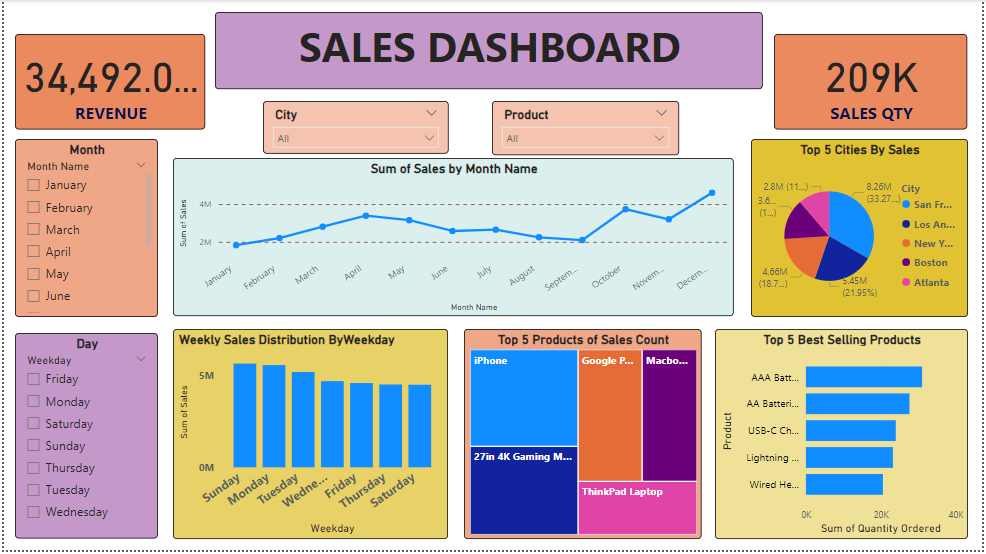 SALES DASHBOARD
34,492.0...
REVENUE
209K
SALES QTY
City
All
Product
All
Month
Month Name
January
February
March
April
May
June
Sum of Sales by Month Name
Sum of Sales
4M
2M
January
February
March
April
May
June
July
August
Septem...
October
Novem...
Decem...
Month Name
Top 5 Cities By Sales
8.26M
(33.27...)
5.45M
(21.95%)
4.66M
(18.7...)
3.6...
(1...)
2.8M (11...)
City
San Fr...
Los An...
New Y...
Boston
Atlanta
Day
Weekday
Friday
Monday
Saturday
Sunday
Thursday
Tuesday
Wednesday
Weekly Sales Distribution ByWeekday
Sum of Sales
5M
0M
Sunday
Monday
Tuesday
Wedne...
Friday
Thursday
Saturday
Weekday
Top 5 Products of Sales Count
iPhone
Google P...
Macbo...
27in 4K Gaming M...
ThinkPad Laptop
Top 5 Best Selling Products
Product
AAA Batt...
AA Batteri...
USB-C Ch...
Lightning ...
Wired He...
0K
20K
40K
Sum of Quantity Ordered